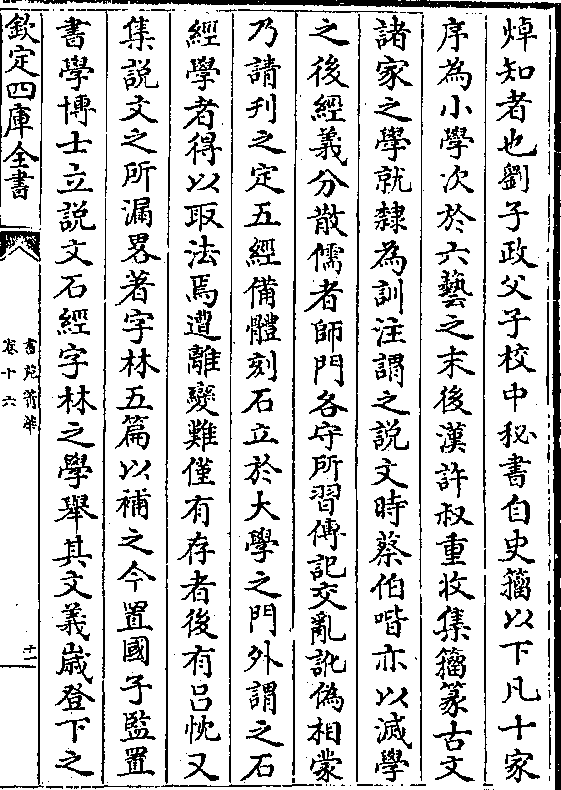 焯知者也劉子政父子校中秘書自史籀以下凡十家
序為小學次於六藝之末後漢許叔重收集籀篆古文
諸家之學就隸為訓注謂之説文時蔡伯喈亦以滅學
之後經義分散儒者師門各守所習傳記交亂訛偽相蒙
乃請刋之定五經備體刻石立於大學之門外謂之石
經學者得以取法焉遭離變難僅有存者後有吕忱又
集説文之所漏畧著字林五篇以補之今置國子監置
書學博士立説文石經字林之學舉其文義嵗登下之
欽定四庫全書
書苑菁華
卷十六
十一